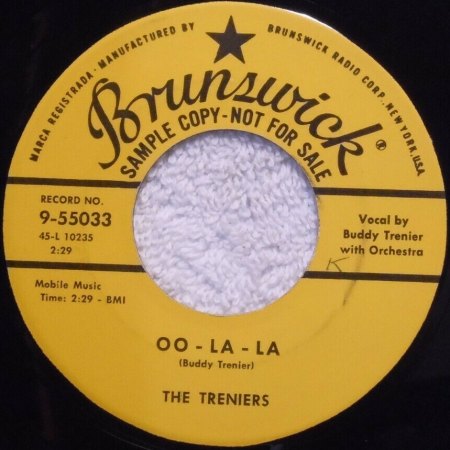 MARCA REGISTRADA · MANUFACTURED BY BRUNSWICK RADIO CORP., NEW YORK, U.S.A.
Brunswick®
SAMPLE COPY-NOT FOR SALE
RECORD NO.
9-55033
45-L 10235
2:29
Vocal by
Buddy Trenier
with Orchestra
Mobile Music
Time: 2:29 - BMI
K
OO - LA - LA
(Buddy Trenier)
THE TRENIERS